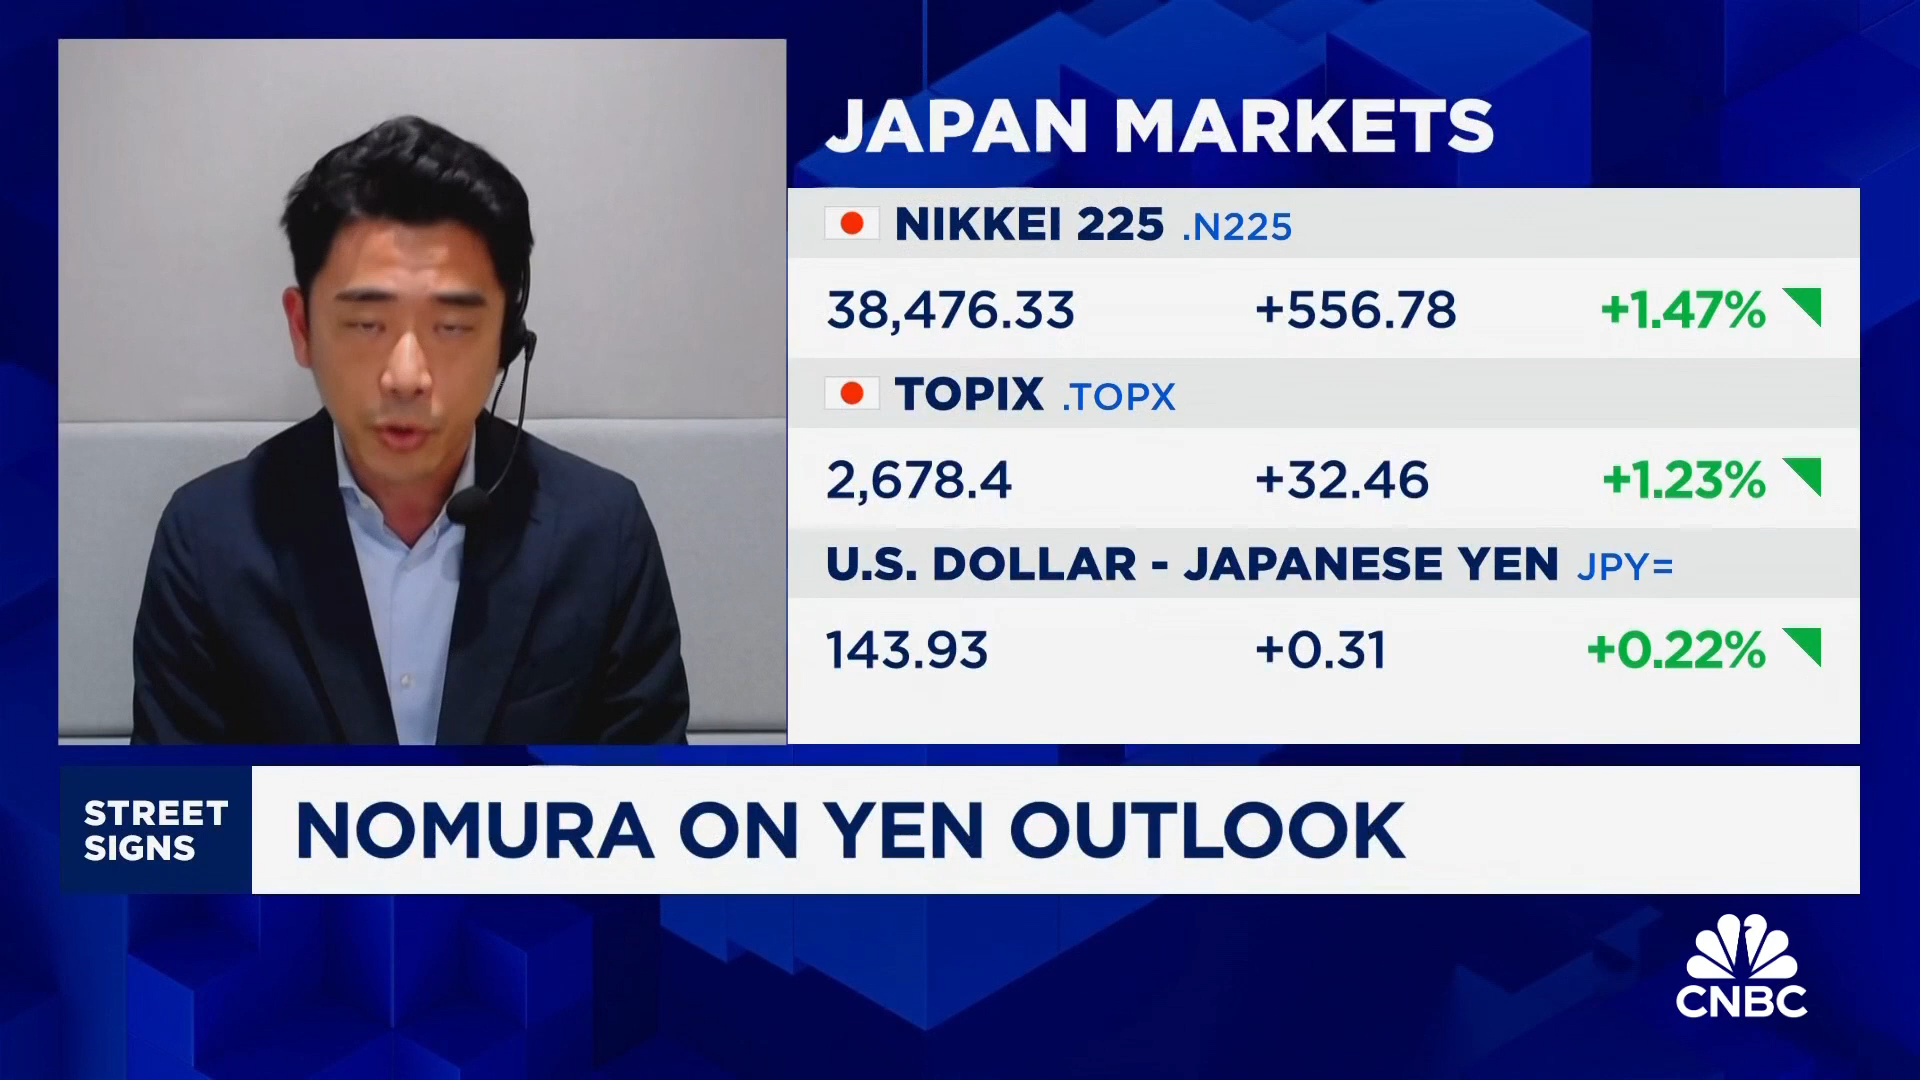 JAPAN MARKETS
NIKKEI 225 .N225
38,476.33 +556.78 +1.47%
TOPIX .TOPX
2,678.4 +32.46 +1.23%
U.S. DOLLAR - JAPANESE YEN JPY=
143.93 +0.31 +0.22%
STREET
SIGNS
NOMURA ON YEN OUTLOOK
CNBC